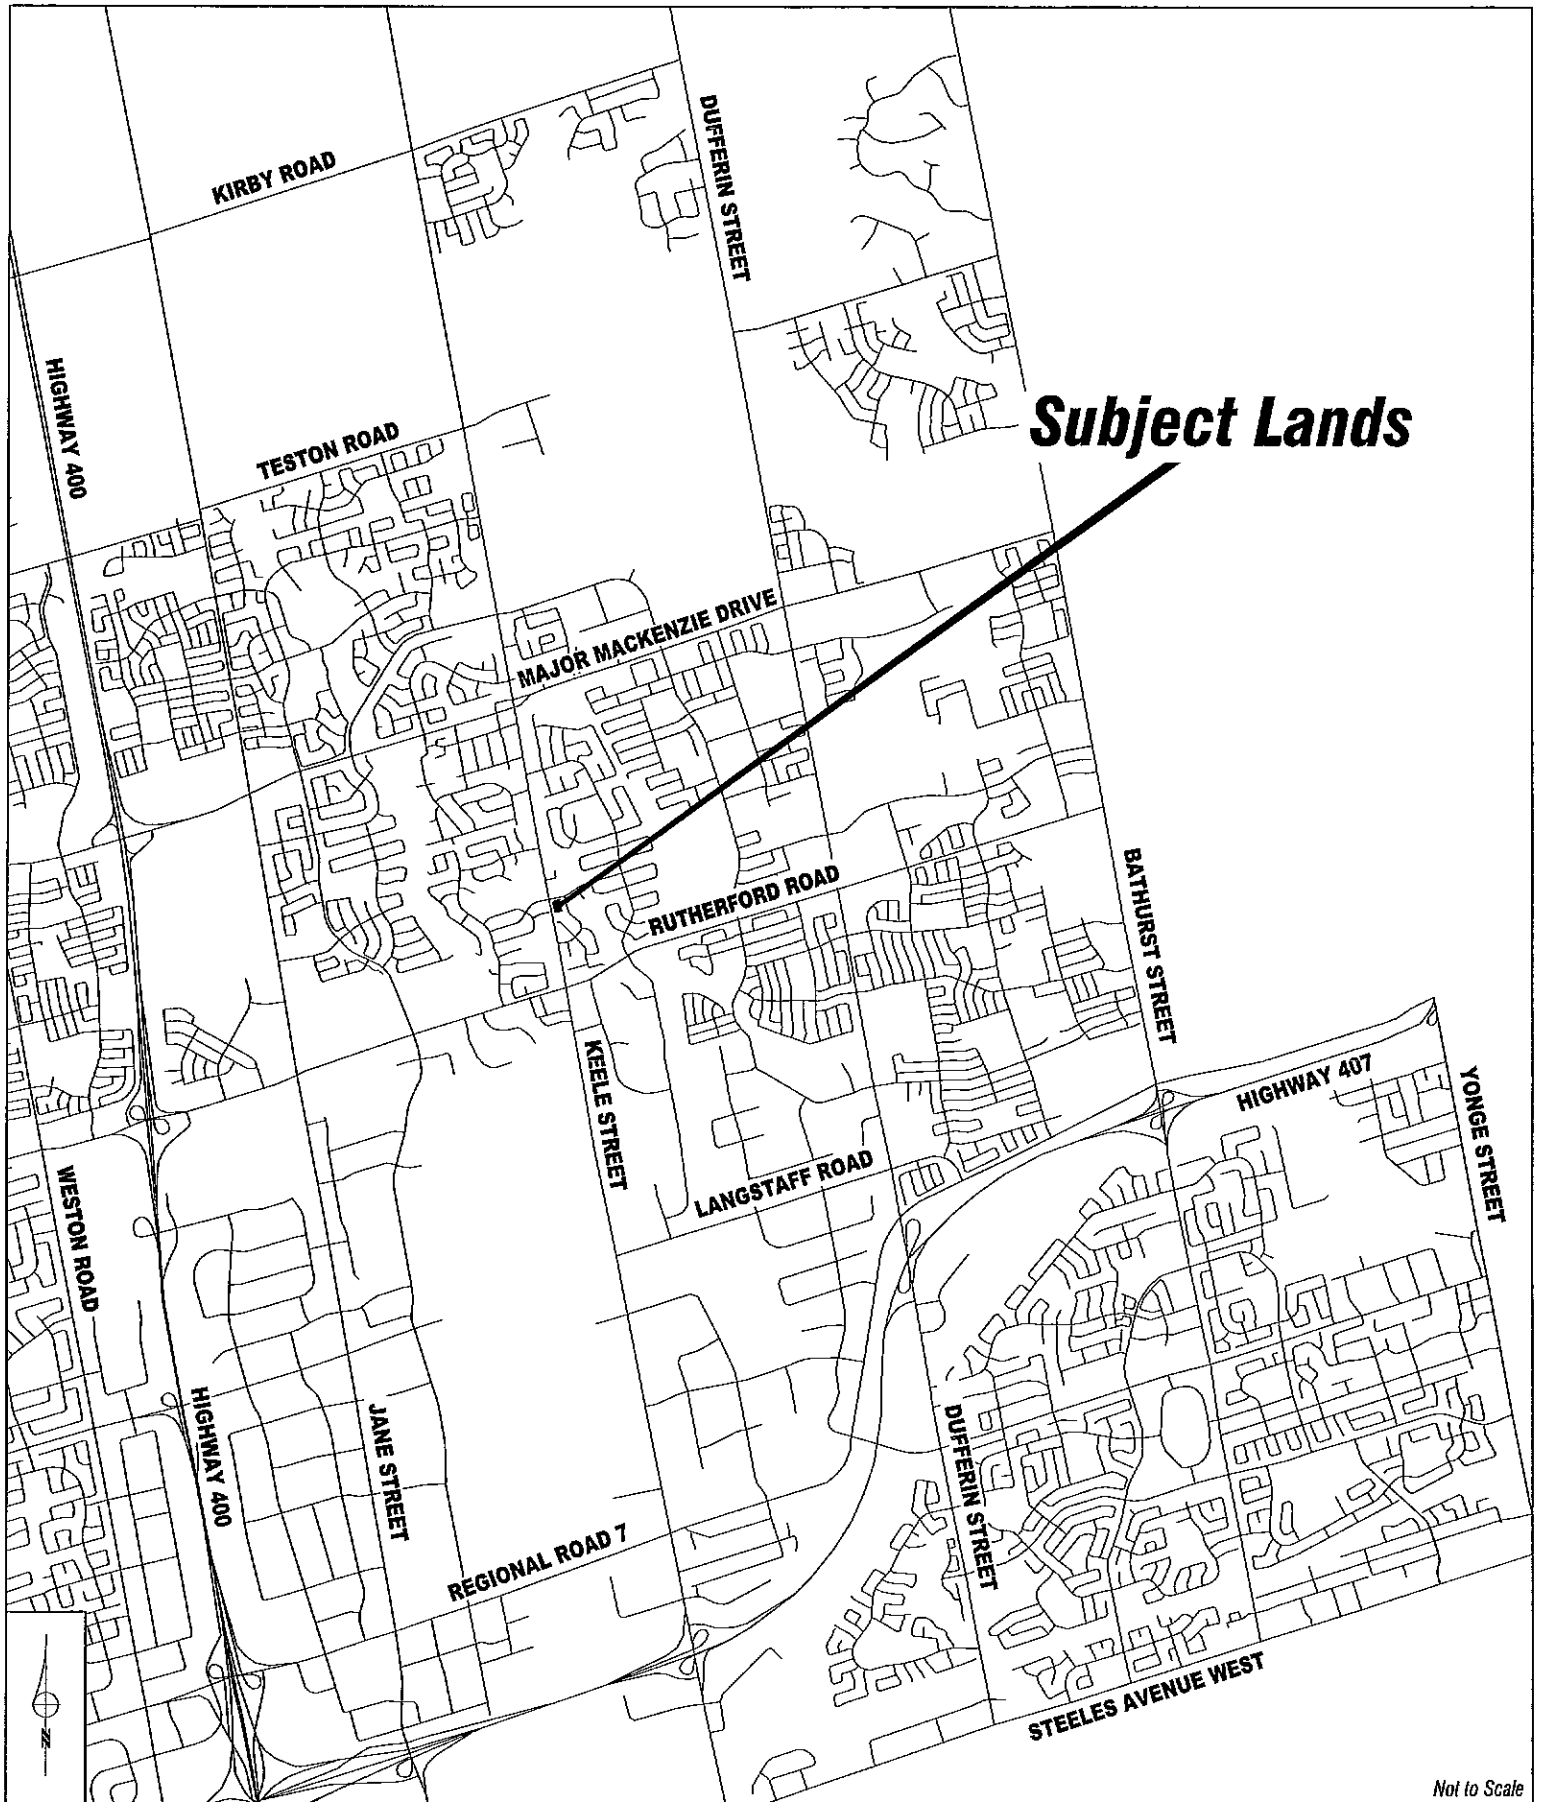 KIRBY ROAD
DUFFERIN STREET
HIGHWAY 400
Subject Lands
TESTON ROAD
MAJOR MACKENZIE DRIVE
RUTHERFORD ROAD
BATHURST STREET
KEELE STREET
HIGHWAY 407
YONGE STREET
LANGSTAFF ROAD
WESTON ROAD
HIGHWAY 400
JANE STREET
DUFFERIN STREET
REGIONAL ROAD 7
STEELES AVENUE WEST
N
Not to Scale